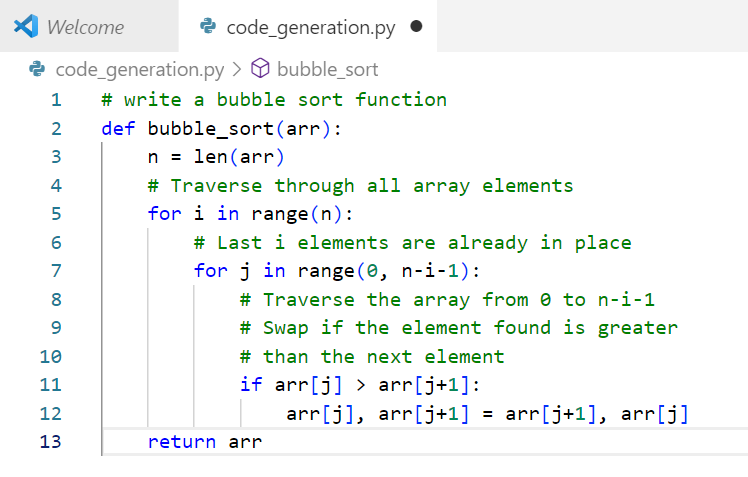 Welcome code_generation.py
code_generation.py > bubble_sort
1 # write a bubble sort function
2 def bubble_sort(arr):
3     n = len(arr)
4     # Traverse through all array elements
5     for i in range(n):
6         # Last i elements are already in place
7         for j in range(0, n-i-1):
8             # Traverse the array from 0 to n-i-1
9             # Swap if the element found is greater
10             # than the next element
11             if arr[j] > arr[j+1]:
12                 arr[j], arr[j+1] = arr[j+1], arr[j]
13     return arr